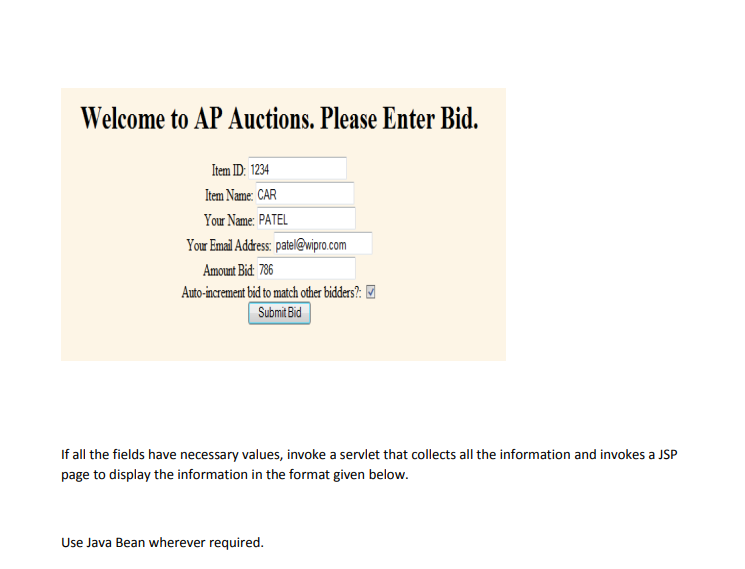 Welcome to AP Auctions. Please Enter Bid.
Item ID: 1234
Item Name: CAR
Your Name: PATEL
Your Email Address: patel@wipro.com
Amount Bid: 786
Auto-increment bid to match other bidders?:
Submit Bid
If all the fields have necessary values, invoke a servlet that collects all the information and invokes a JSP
page to display the information in the format given below.
Use Java Bean wherever required.